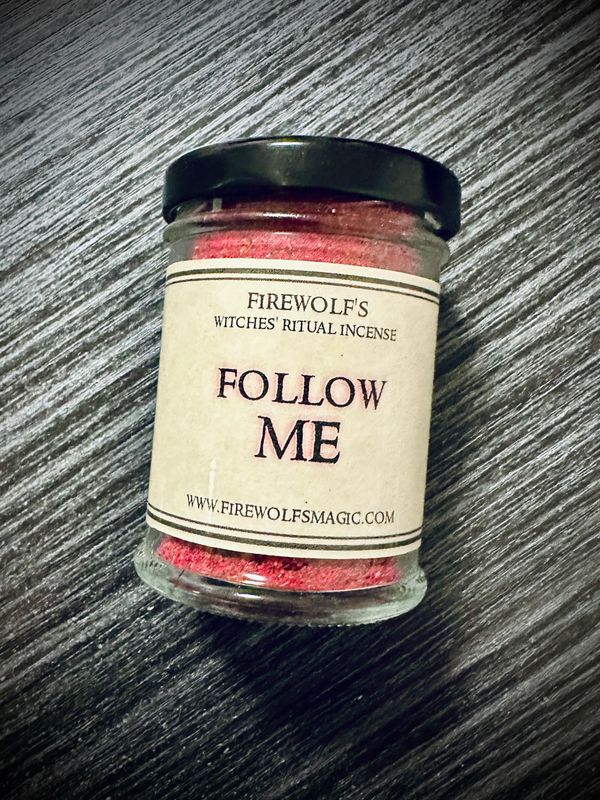 FIREWOLF'S
WITCHES' RITUAL INCENSE
FOLLOW
ME
WWW.FIREWOLFSMAGIC.COM